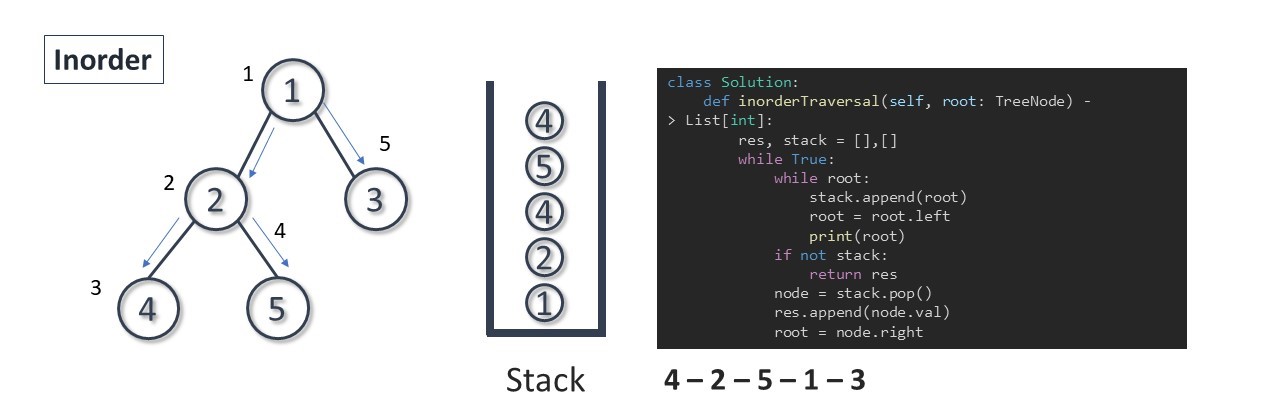 Inorder
1
1
5
2
2
3
4
3
4
5
4
5
4
2
1
Stack
class Solution:
    def inorderTraversal(self, root: TreeNode) -
> List[int]:
        res, stack = [],[]
        while True:
            while root:
                stack.append(root)
                root = root.left
                print(root)
            if not stack:
                return res
            node = stack.pop()
            res.append(node.val)
            root = node.right
4 – 2 – 5 – 1 – 3